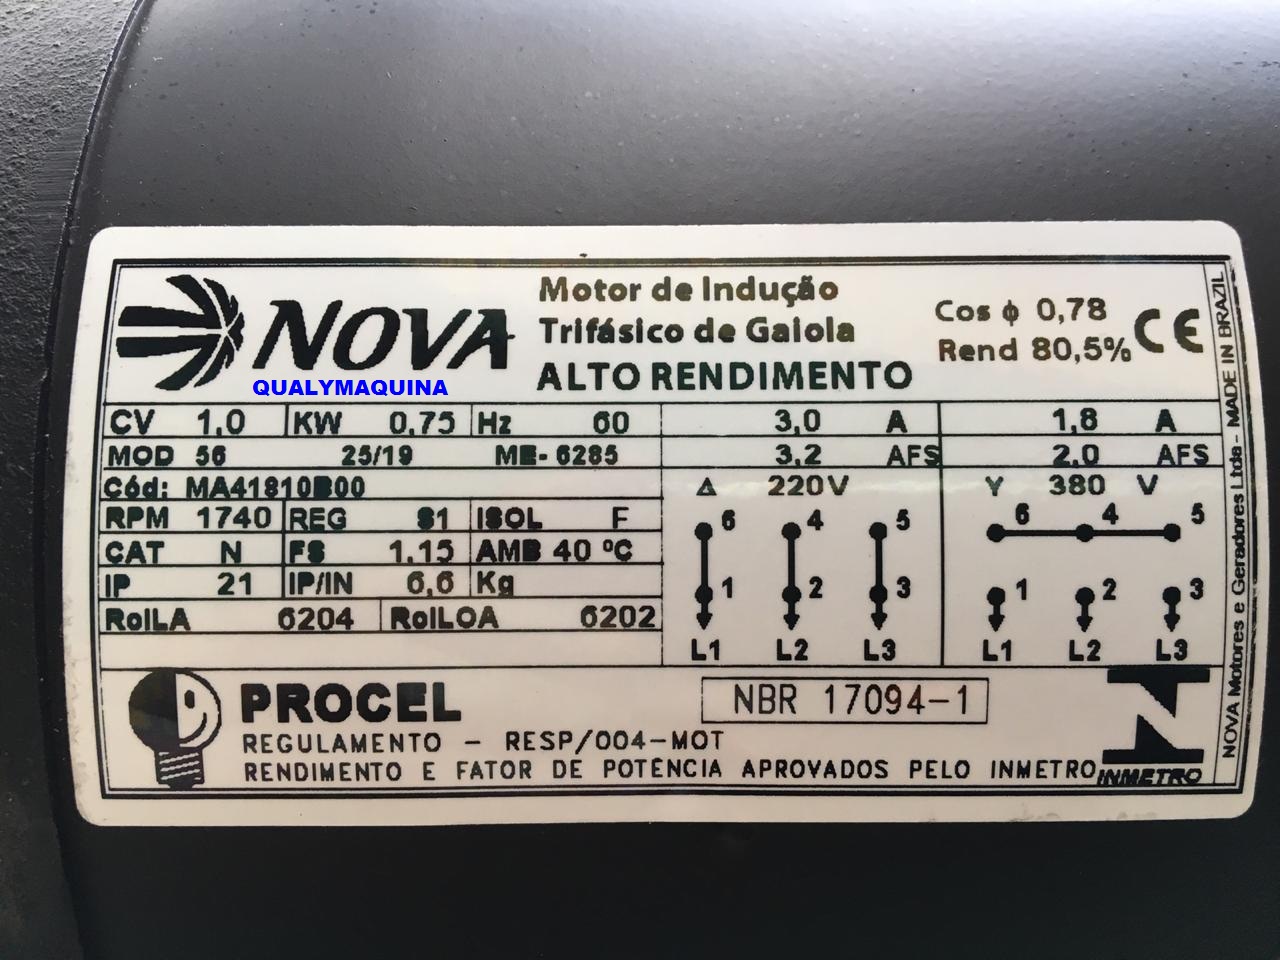 NOVA
QUALYMAQUINA
Motor de Indução
Trifásico de Gaiola
ALTO RENDIMENTO
Cos ϕ 0,78
Rend 80,5%
CE
CV 1,0 KW 0,75 Hz 60
MOD 56 25/19 ME-6285
Cód: MA41810B00
RPM 1740 REG S1 ISOL F
CAT N FS 1,15 AMB 40 ºC
IP 21 IP/IN 6,6 Kg
RolLA 6204 RolLOA 6202
3,0 A
3,2 AFS
Δ 220V
6 4 5
1 2 3
L1 L2 L3
1,8 A
2,0 AFS
Y 380 V
6 4 5
1 2 3
L1 L2 L3
PROCEL
NBR 17094-1
REGULAMENTO - RESP/004-MOT
RENDIMENTO E FATOR DE POTÊNCIA APROVADOS PELO INMETRO
INMETRO
NOVA Motores e Geradores Ltda - MADE IN BRAZIL